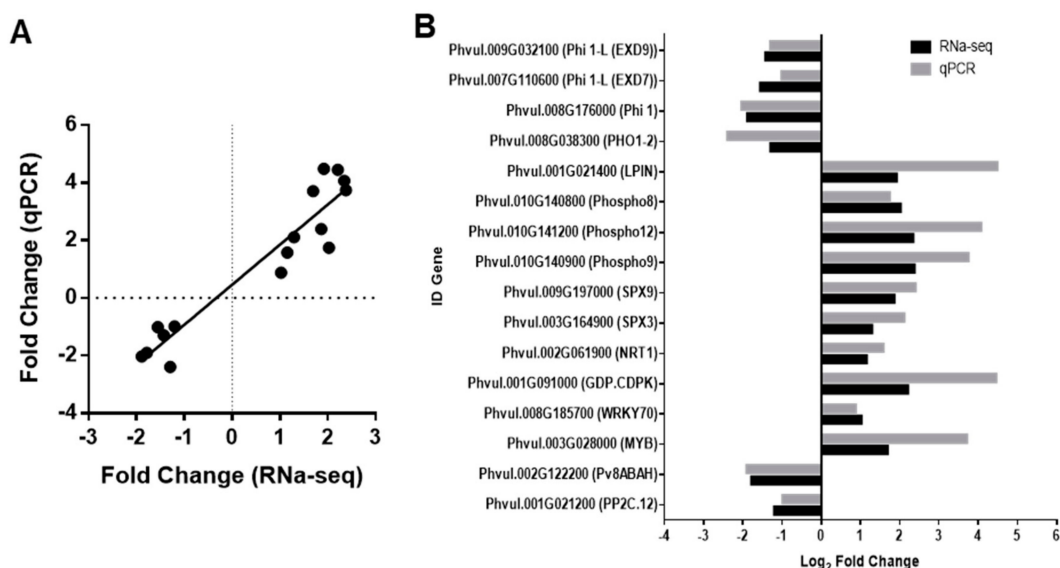 A
Fold Change (qPCR)
6
4
2
0
-2
-4
-3
-2
-1
0
1
2
3
Fold Change (RNa-seq)
B
RNa-seq
qPCR
ID Gene
Phvul.009G032100 (Phi 1-L (EXD9))
Phvul.007G110600 (Phi 1-L (EXD7))
Phvul.008G176000 (Phi 1)
Phvul.008G038300 (PHO1-2)
Phvul.001G021400 (LPIN)
Phvul.010G140800 (Phospho8)
Phvul.010G141200 (Phospho12)
Phvul.010G140900 (Phospho9)
Phvul.009G197000 (SPX9)
Phvul.003G164900 (SPX3)
Phvul.002G061900 (NRT1)
Phvul.001G091000 (GDP.CDPK)
Phvul.008G185700 (WRKY70)
Phvul.003G028000 (MYB)
Phvul.002G122200 (Pv8ABAH)
Phvul.001G021200 (PP2C.12)
-4
-3
-2
-1
0
1
2
3
4
5
6
Log₂ Fold Change